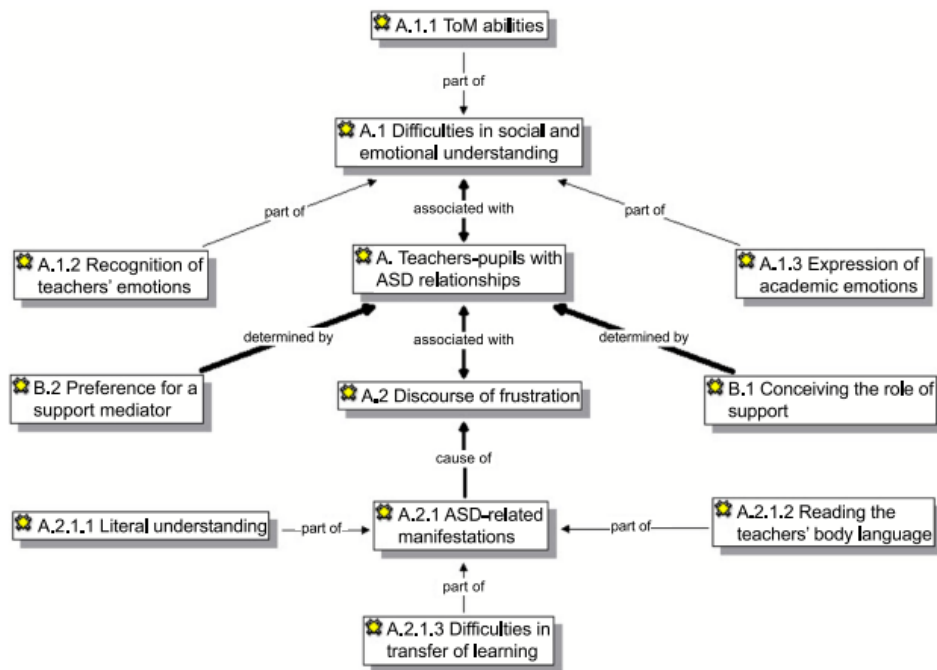 A.1.1 ToM abilities
part of
A.1 Difficulties in social and
emotional understanding
part of
associated with
part of
A.1.2 Recognition of
teachers' emotions
A. Teachers-pupils with
ASD relationships
A.1.3 Expression of
academic emotions
determined by
associated with
determined by
B.2 Preference for a
support mediator
A.2 Discourse of frustration
B.1 Conceiving the role of
support
cause of
A.2.1.1 Literal understanding
part of
A.2.1 ASD-related
manifestations
part of
A.2.1.2 Reading the
teachers' body language
part of
A.2.1.3 Difficulties in
transfer of learning